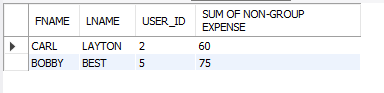 FNAME LNAME USER_ID SUM OF NON-GROUP
EXPENSE
CARL LAYTON 2 60
BOBBY BEST 5 75